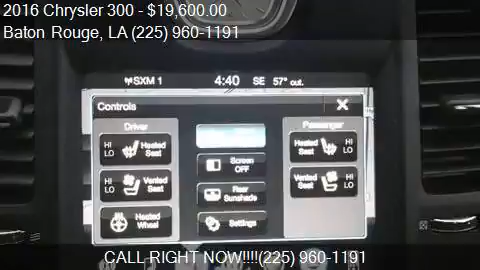 2016 Chrysler 300 - $19,600.00
Baton Rouge, LA (225) 960-1191
SXM 1 4:40 SE 57° out.
Controls X
Driver
HI
LO
Heated
Seat
HI
LO
Vented
Seat
Heated
Wheel
Screen
OFF
Rear
Sunshade
Settings
Passenger
Heated
Seat
HI
LO
Vented
Seat
HI
LO
CALL RIGHT NOW!!!!(225) 960-1191